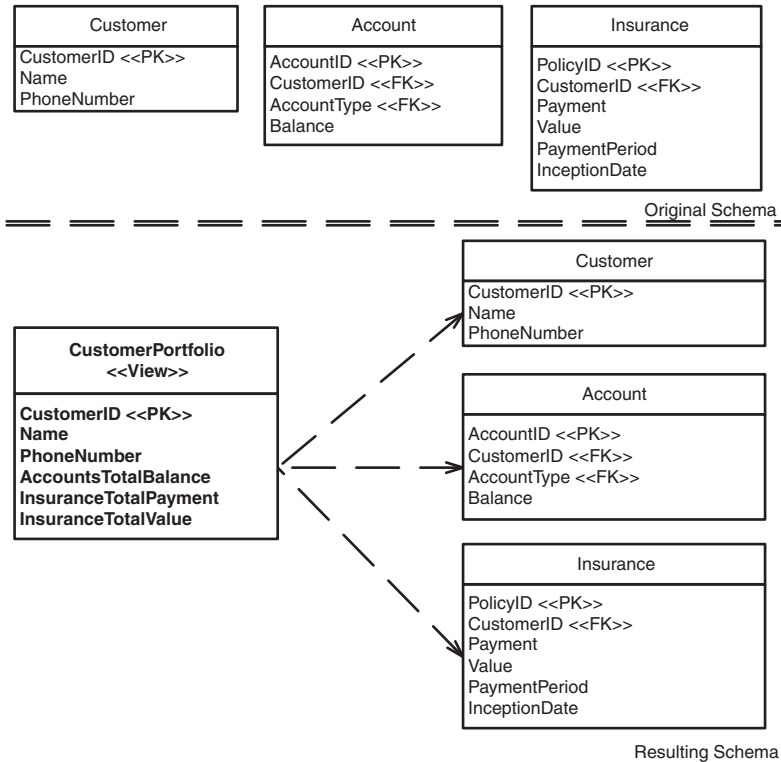 Customer
CustomerID <<PK>>
Name
PhoneNumber
Account
AccountID <<PK>>
CustomerID <<FK>>
AccountType <<FK>>
Balance
Insurance
PolicyID <<PK>>
CustomerID <<FK>>
Payment
Value
PaymentPeriod
InceptionDate
Original Schema
CustomerPortfolio
<<View>>
CustomerID <<PK>>
Name
PhoneNumber
AccountsTotalBalance
InsuranceTotalPayment
InsuranceTotalValue
Customer
CustomerID <<PK>>
Name
PhoneNumber
Account
AccountID <<PK>>
CustomerID <<FK>>
AccountType <<FK>>
Balance
Insurance
PolicyID <<PK>>
CustomerID <<FK>>
Payment
Value
PaymentPeriod
InceptionDate
Resulting Schema